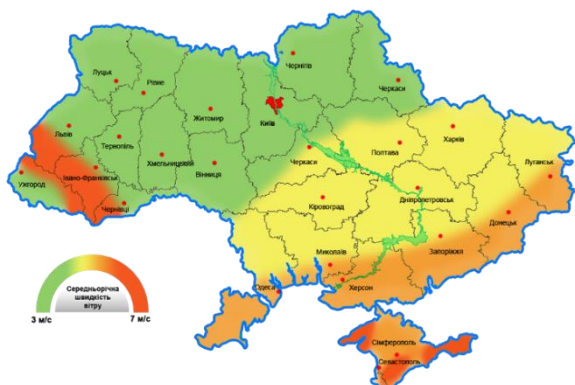 Чернігів
Луцьк
Рівне
Черкаси
Житомир
Київ
Львів
Тернопіль
Хмельницький
Вінниця
Черкаси
Полтава
Харків
Луганськ
Ужгород
Івано-Франківськ
Чернівці
Кіровоград
Дніпропетровськ
Донецьк
Запоріжжя
Миколаїв
Одеса
Херсон
Середньорічна
швидкість
вітру
3 м/с
7 м/с
Сімферополь
Севастополь